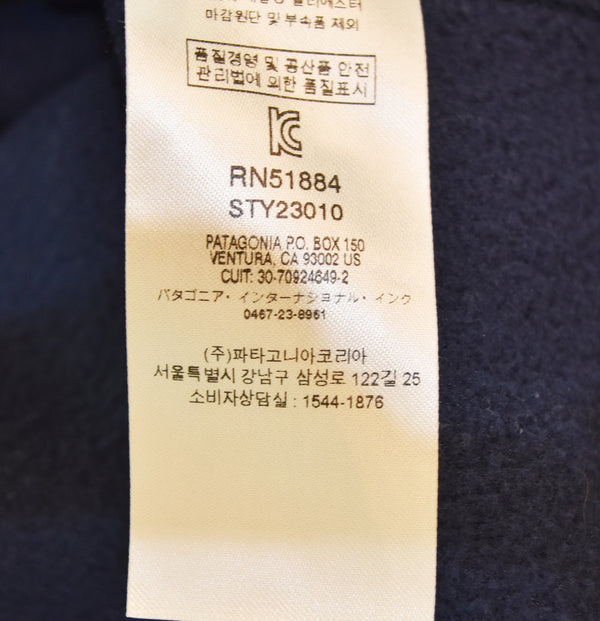 마감원단 및 부속품 제외
품질경영 및 공산품 안전
관리법에 의한 품질표시
RN51884
STY23010
PATAGONIA P.O. BOX 150
VENTURA, CA 93002 US
CUIT: 30-70924649-2
パタゴニア・インターナショナル・インク
0467-23-8961
(주)파타고니아코리아
서울특별시 강남구 삼성로 122길 25
소비자상담실 : 1544-1876